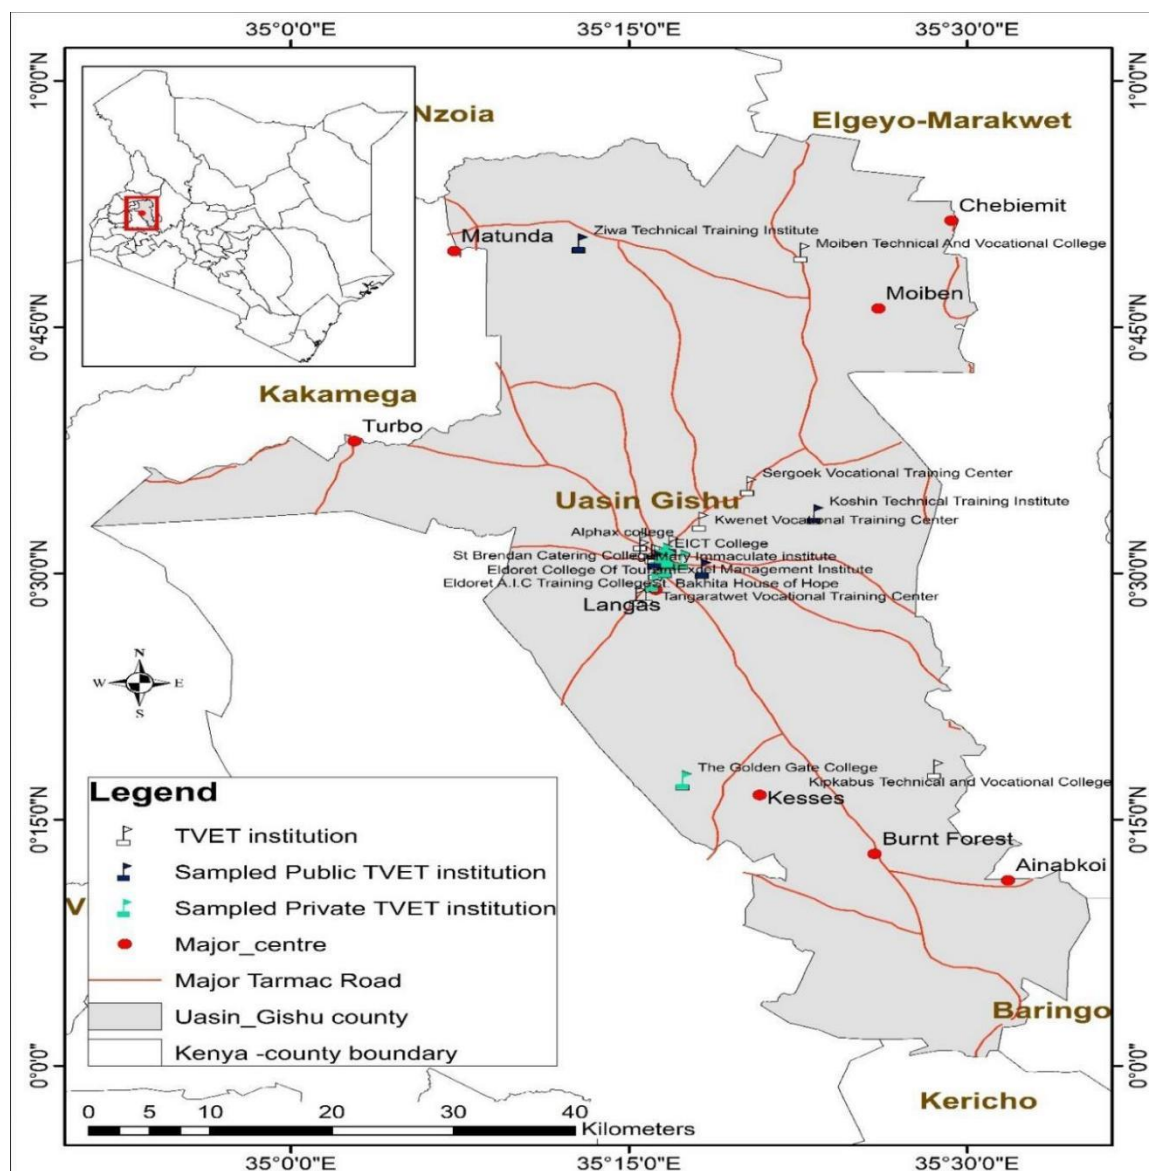 35°0'0"E
35°15'0"E
35°30'0"E
1°0'0"N
1°0'0"N
Nzoia
Elgeyo-Marakwet
Chebiemit
Matunda
Ziwa Technical Training Institute
Moiben Technical And Vocational College
Moiben
0°45'0"N
0°45'0"N
Kakamega
Turbo
Sergoek Vocational Training Center
Uasin Gishu
Koshin Technical Training Institute
Kwenet Vocational Training Center
Alphax college
EICT College
St Brendan Catering College
Mary Immaculate institute
Eldoret College Of Tourism
Excel Management Institute
0°30'0"N
0°30'0"N
Eldoret A.I.C Training College
St. Bakhita House of Hope
Langas
Tangaratwet Vocational Training Center
N
W
E
S
The Golden Gate College
Kipkabus Technical and Vocational College
Kesses
0°15'0"N
0°15'0"N
Burnt Forest
Ainabkoi
V
Legend
TVET institution
Sampled Public TVET institution
Sampled Private TVET institution
Major_centre
Major Tarmac Road
Uasin_Gishu county
Kenya -county boundary
Baringo
0°0'0"
0°0'0"
Kericho
0 5 10 20 30 40
Kilometers
35°0'0"E
35°15'0"E
35°30'0"E